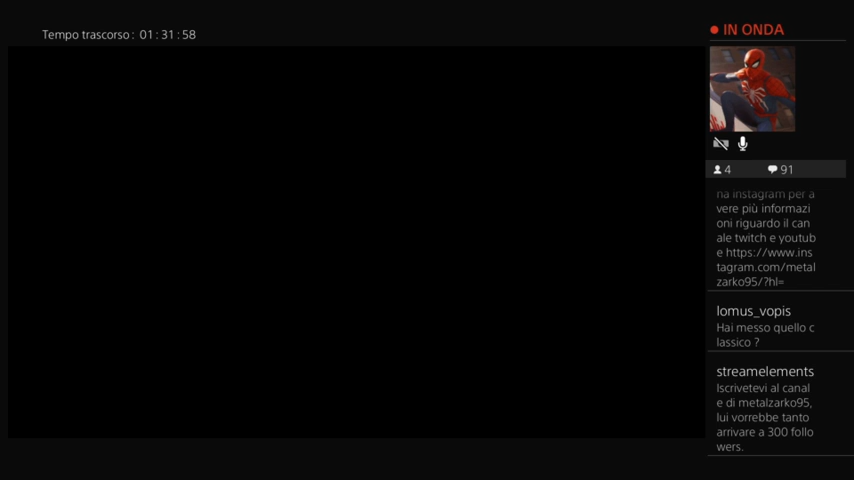 Tempo trascorso: 01:31:58
IN ONDA
4 91
na instagram per a
vere più informazi
oni riguardo il can
ale twitch e youtub
e https://www.ins
tagram.com/metal
zarko95/?hl=
lomus_vopis
Hai messo quello c
lassico ?
streamelements
Iscrivetevi al canal
e di metalzarko95,
lui vorrebbe tanto
arrivare a 300 follo
wers.